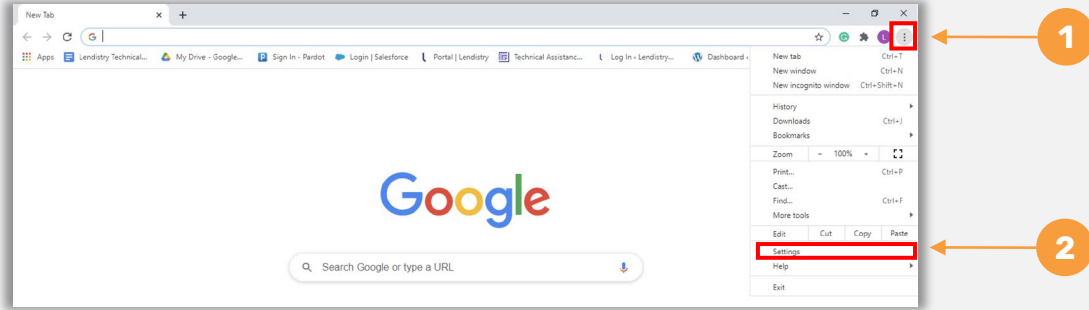 New Tab
G
Apps Lendistry Technical... My Drive - Google... Sign In - Pardot Login | Salesforce Portal | Lendistry Technical Assistanc... Log In ‹ Lendistry... Dashboard ‹
L
1
New tab Ctrl+T
New window Ctrl+N
New incognito window Ctrl+Shift+N
History
Downloads Ctrl+J
Bookmarks
Zoom - 100% +
Print... Ctrl+P
Cast...
Find... Ctrl+F
More tools
Edit Cut Copy Paste
Settings
2
Help
Exit
Google
Search Google or type a URL